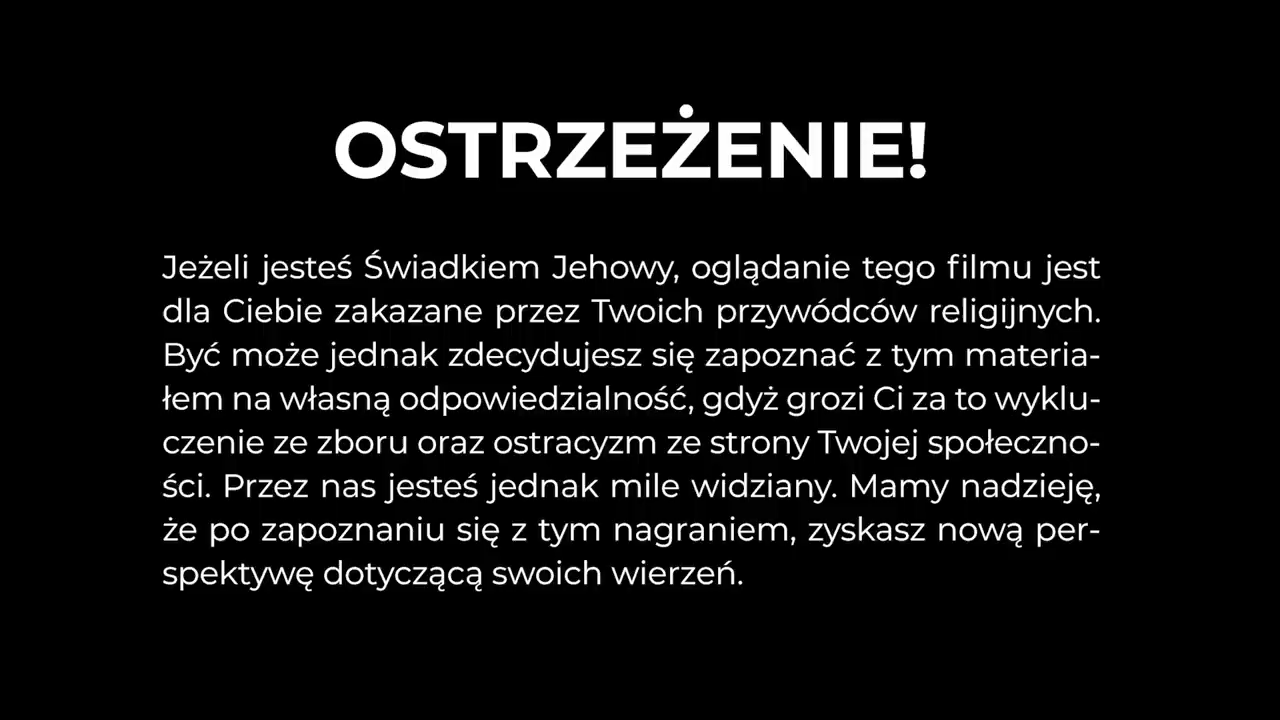 OSTRZEŻENIE!
Jeżeli jesteś Świadkiem Jehowy, oglądanie tego filmu jest
dla Ciebie zakazane przez Twoich przywódców religijnych.
Być może jednak zdecydujesz się zapoznać z tym materia-
łem na własną odpowiedzialność, gdyż grozi Ci za to wyklu-
czenie ze zboru oraz ostracyzm ze strony Twojej społeczno-
ści. Przez nas jesteś jednak mile widziany. Mamy nadzieję,
że po zapoznaniu się z tym nagraniem, zyskasz nową per-
spektywę dotyczącą swoich wierzeń.